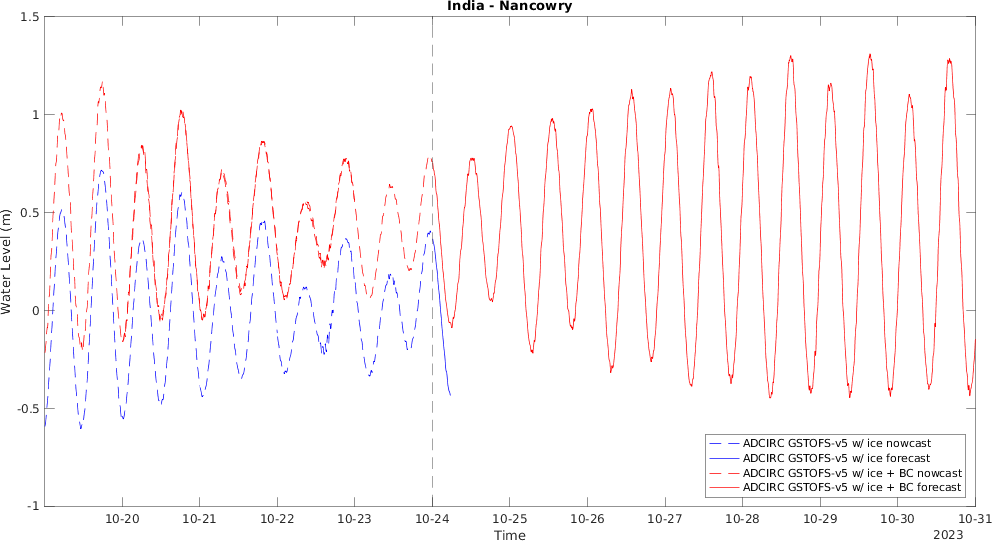 India - Nancowry
1.5
1
0.5
0
-0.5
-1
Water Level (m)
ADCIRC GSTOFS-v5 w/ ice nowcast
ADCIRC GSTOFS-v5 w/ ice forecast
ADCIRC GSTOFS-v5 w/ ice + BC nowcast
ADCIRC GSTOFS-v5 w/ ice + BC forecast
10-20 10-21 10-22 10-23 10-24 10-25 10-26 10-27 10-28 10-29 10-30 10-31
Time
2023